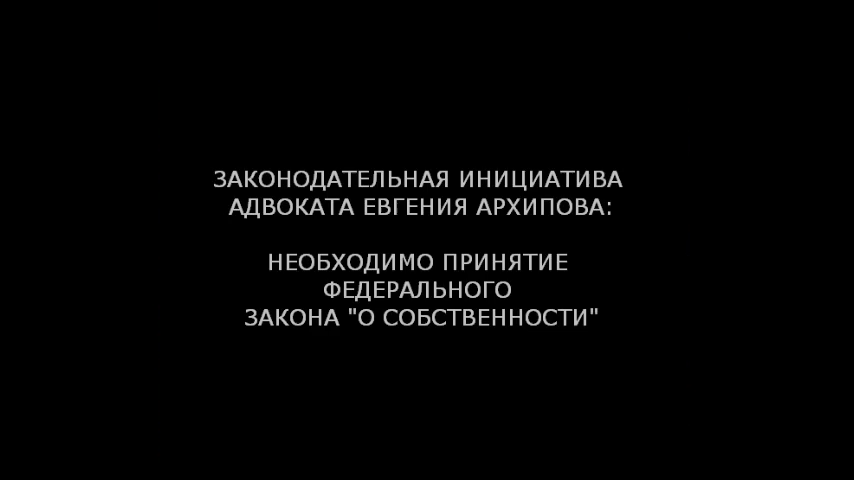 ЗАКОНОДАТЕЛЬНАЯ ИНИЦИАТИВА
АДВОКАТА ЕВГЕНИЯ АРХИПОВА:
НЕОБХОДИМО ПРИНЯТИЕ
ФЕДЕРАЛЬНОГО
ЗАКОНА "О СОБСТВЕННОСТИ"